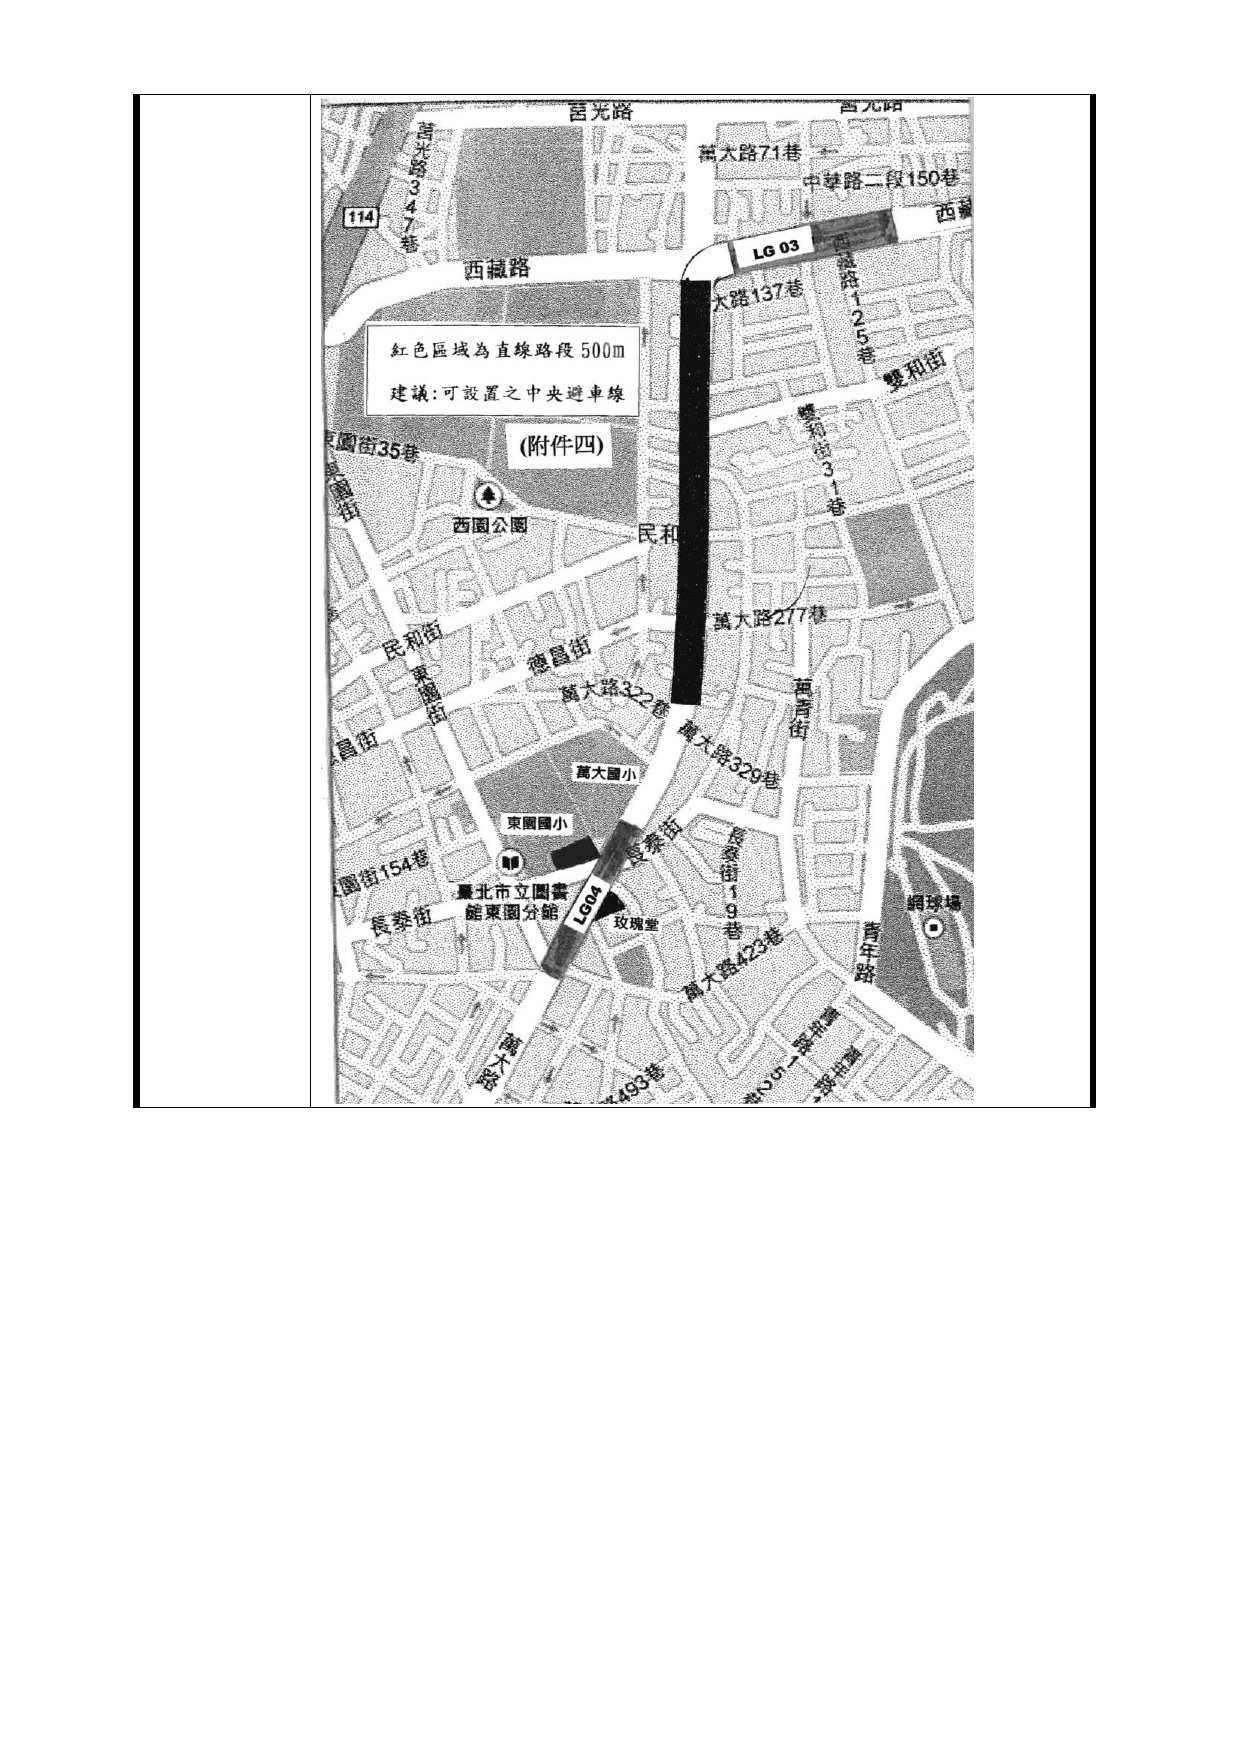 莒光路
莒光路
莒光路347巷
萬大路71巷
中華路二段150巷
114
西藏
LG 03
西藏路
西藏路125巷
大路137巷
紅色區域為直線路段 500m
建議:可設置之中央避車線
雙和街
雙和街31巷
(附件四)
東園街35巷
東園街
西園公園
民和
萬大路277巷
民和街
德昌街
東園街
萬大路322巷
萬青街
昌街
萬大路329巷
萬大國小
東園國小
長泰街
長泰街19巷
園街154巷
臺北市立圖書
館東園分館
LG04
玫瑰堂
網球場
長泰街
青年路
萬大路423巷
萬大路
青年路152巷
路493巷